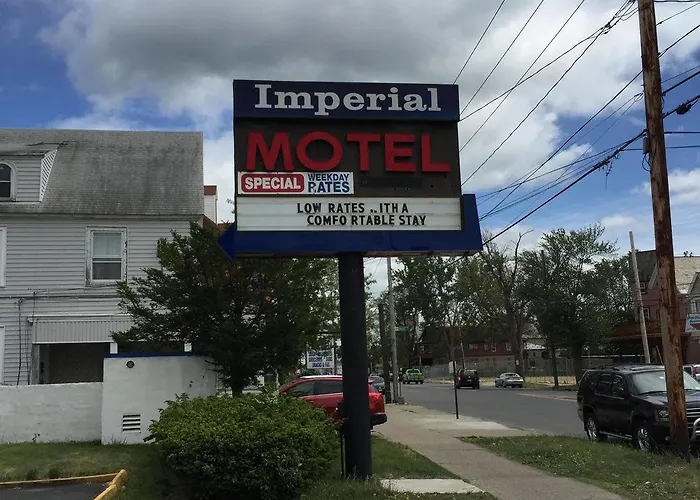 Imperial
MOTEL
SPECIAL WEEKDAY
RATES
LOW RATES ITH A
COMFO RTABLE STAY